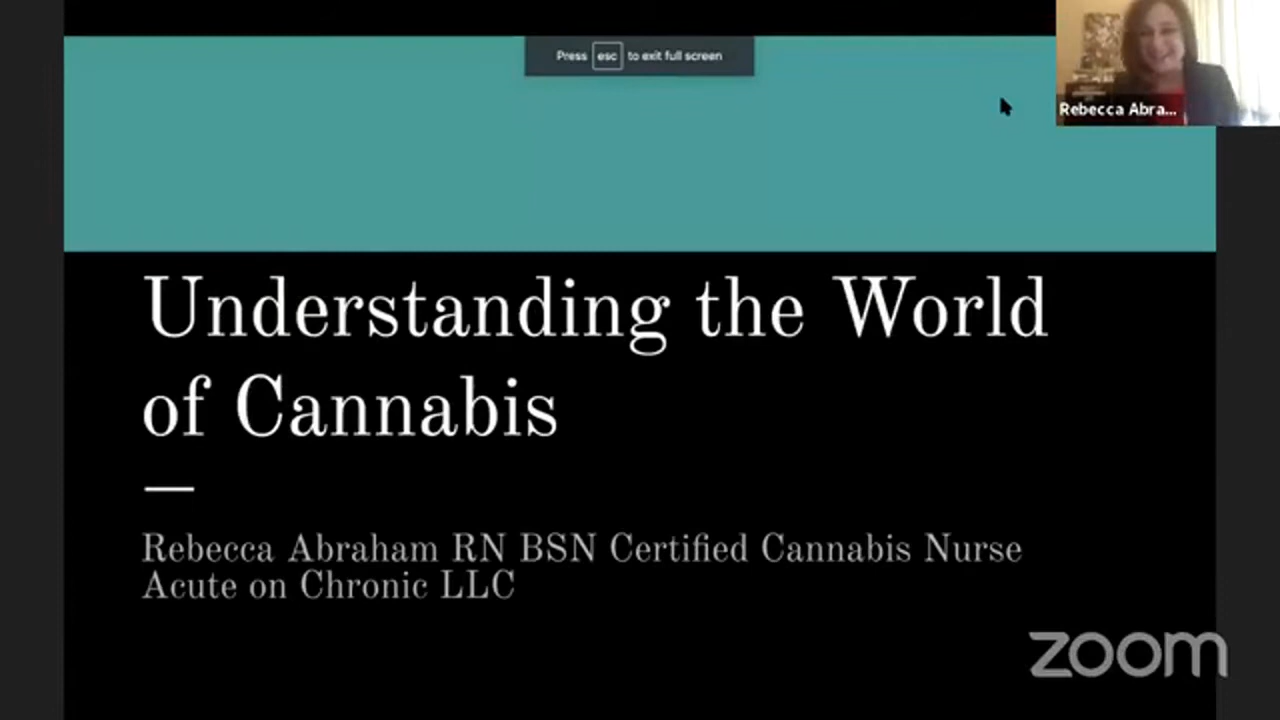 Press esc to exit full screen
Rebecca Abra...
Understanding the World
of Cannabis
Rebecca Abraham RN BSN Certified Cannabis Nurse
Acute on Chronic LLC
zoom